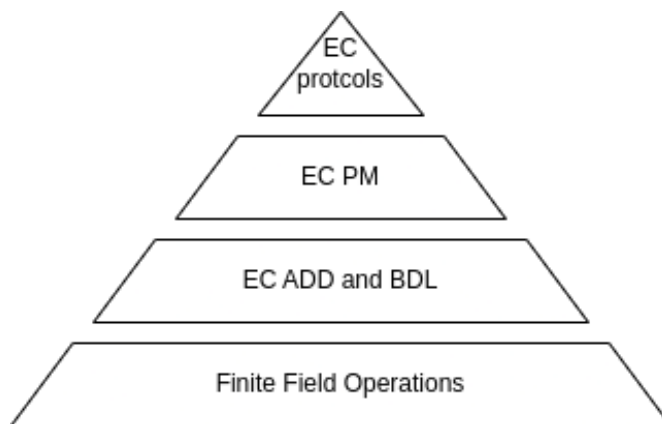 EC
protcols
EC PM
EC ADD and BDL
Finite Field Operations